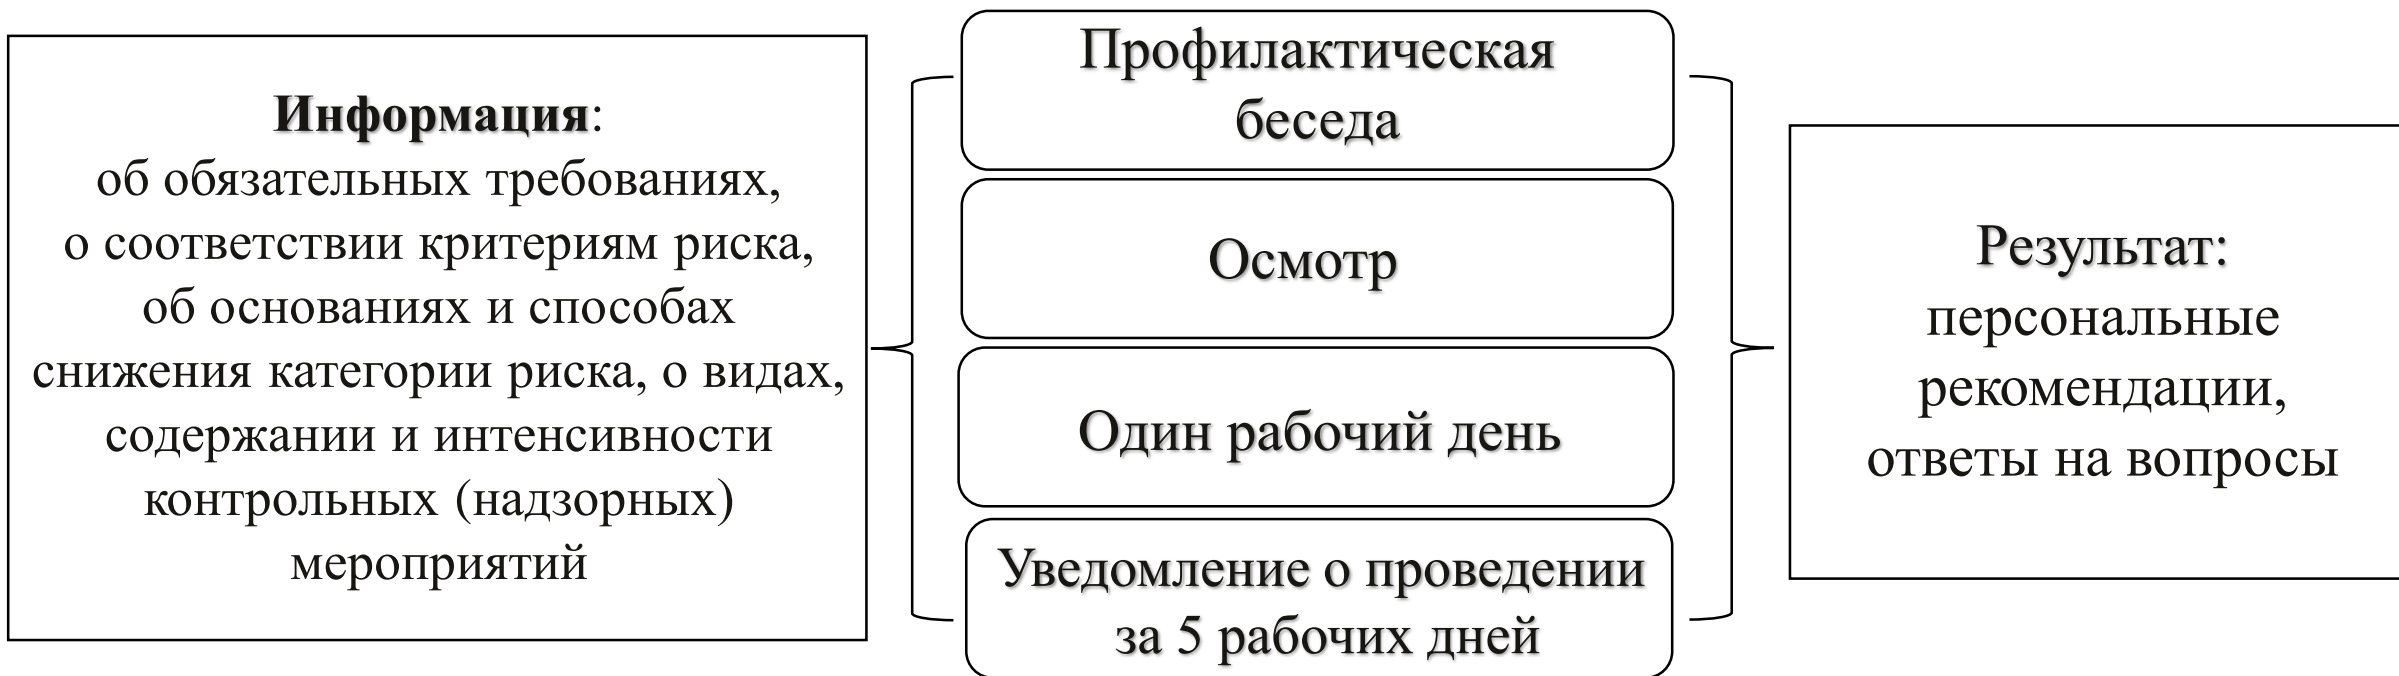 Информация:
об обязательных требованиях,
о соответствии критериям риска,
об основаниях и способах
снижения категории риска, о видах,
содержании и интенсивности
контрольных (надзорных)
мероприятий
Профилактическая
беседа
Осмотр
Один рабочий день
Уведомление о проведении
за 5 рабочих дней
Результат:
персональные
рекомендации,
ответы на вопросы